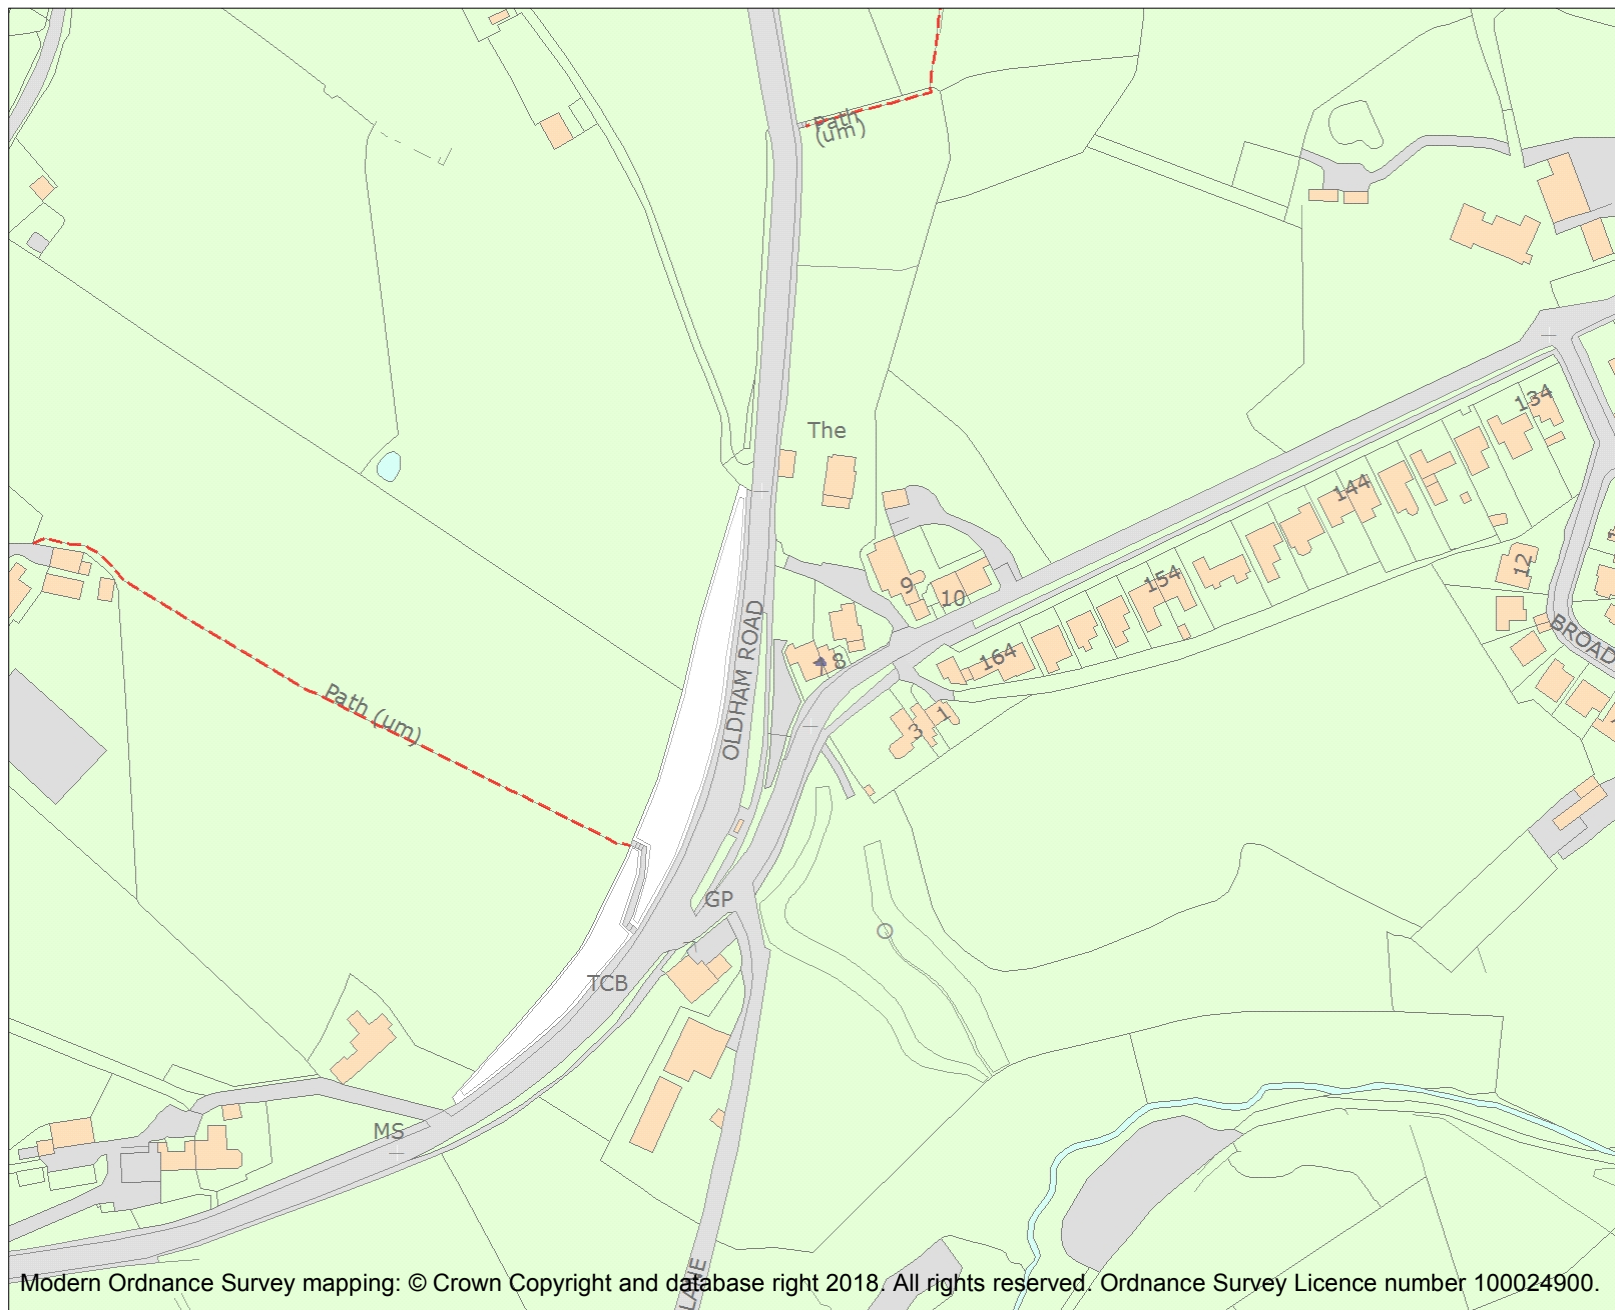 Path
(um)
134
The
144
12
154
9
10
BROAD
OLDHAM ROAD
164
8
7
1
3
Path (um)
GP
TCB
MS
LANE
Modern Ordnance Survey mapping: © Crown Copyright and database right 2018. All rights reserved. Ordnance Survey Licence number 100024900.